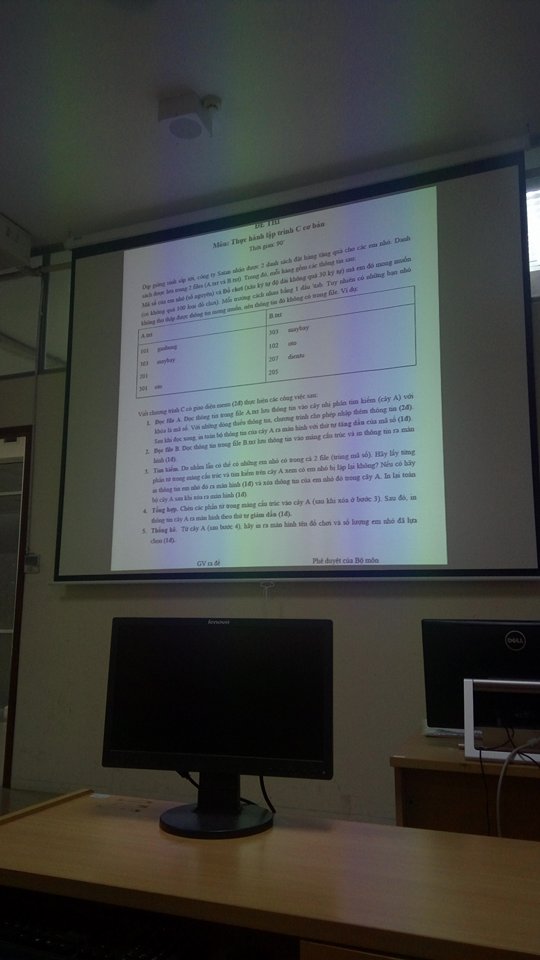 ĐỀ THI
Môn: Thực hành lập trình C cơ bản
Thời gian: 90'
Dịp giáng sinh sắp tới, công ty Satan nhận được 2 danh sách đặt hàng tặng quà cho các em nhỏ. Danh
sách được lưu trong 2 files (A.txt và B.txt). Trong đó, mỗi hàng gồm các thông tin sau:
Mã số của em nhỏ (số nguyên) và Đồ chơi (xâu ký tự độ dài không quá 30 ký tự) mà em đó mong muốn
(có không quá 100 loại đồ chơi). Mỗi trường cách nhau bằng 1 dấu tab. Tuy nhiên có những bạn nhỏ
không thu thập được thông tin mong muốn, nên thông tin đó không có trong file. Ví dụ:
A.txt
101 gaubong
303 maybay
201
301 oto
B.txt
303 maybay
102 oto
207 dientu
205
Viết chương trình C có giao diện menu (2đ) thực hiện các công việc sau:
1. Đọc file A. Đọc thông tin trong file A.txt lưu thông tin vào cây nhị phân tìm kiếm (cây A) với
khóa là mã số. Với những dòng thiếu thông tin, chương trình cho phép nhập thêm thông tin (2đ).
Sau khi đọc xong, in toàn bộ thông tin của cây A ra màn hình với thứ tự tăng dần của mã số (1đ).
2. Đọc file B. Đọc thông tin trong file B.txt lưu thông tin vào mảng cấu trúc và in thông tin ra màn
hình (1đ).
3. Tìm kiếm. Do nhầm lẫn có thể có những em nhỏ có trong cả 2 file (trùng mã số). Hãy lấy từng
phần tử trong mảng cấu trúc và tìm kiếm trên cây A xem có em nhỏ bị lặp lại không? Nếu có hãy
in thông tin em nhỏ đó ra màn hình (1đ) và xóa thông tin của em nhỏ đó trong cây A. In lại toàn
bộ cây A sau khi xóa ra màn hình (1đ).
4. Tổng hợp. Chèn các phần tử trong mảng cấu trúc vào cây A (sau khi xóa ở bước 3). Sau đó, in
thông tin cây A ra màn hình theo thứ tự giảm dần (1đ).
5. Thống kê. Từ cây A (sau bước 4), hãy in ra màn hình tên đồ chơi và số lượng em nhỏ đã lựa
chọn (1đ).
GV ra đề Phê duyệt của Bộ môn
lenovo
DELL